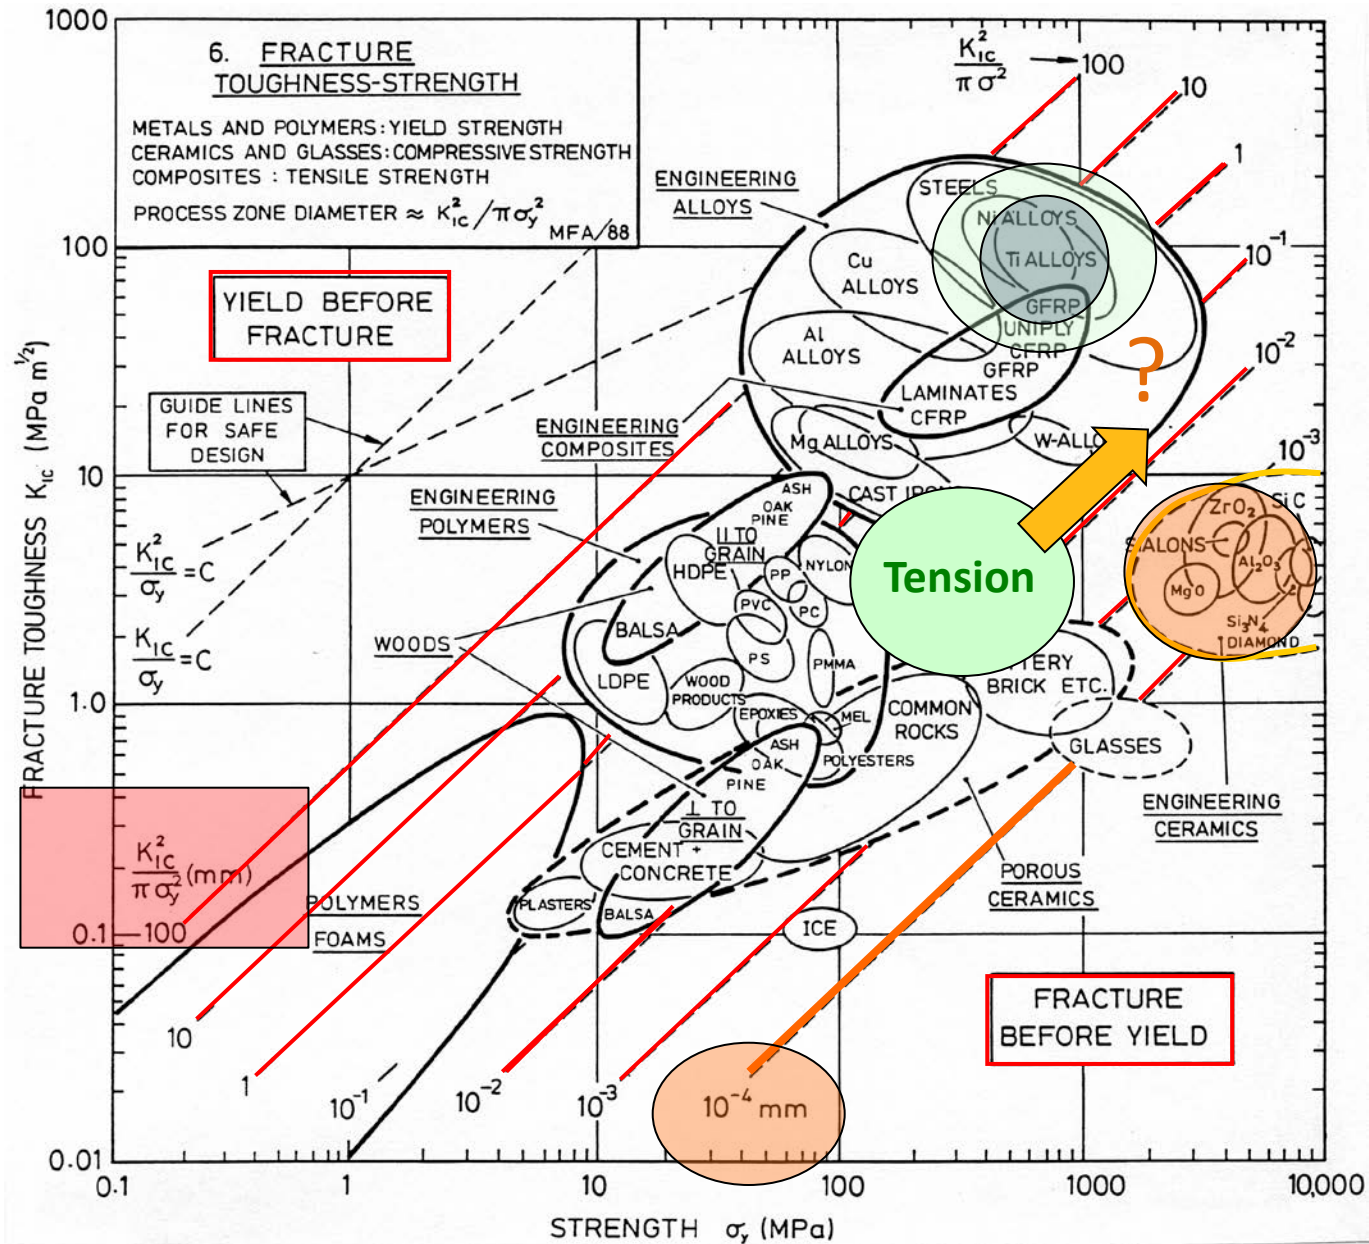 1000
6. FRACTURE
TOUGHNESS-STRENGTH
METALS AND POLYMERS: YIELD STRENGTH
CERAMICS AND GLASSES: COMPRESSIVE STRENGTH
COMPOSITES : TENSILE STRENGTH
PROCESS ZONE DIAMETER ≈ K²IC/πσy²
MFA/88
K²IC/πσ² → 100
10
1
10⁻¹
10⁻²
10⁻³
ENGINEERING
ALLOYS
STEELS
Ni ALLOYS
Ti ALLOYS
Cu
ALLOYS
GFRP
UNIPLY
CFRP
GFRP
LAMINATES
CFRP
Al
ALLOYS
?
100
YIELD BEFORE
FRACTURE
GUIDE LINES
FOR SAFE
DESIGN
ENGINEERING
COMPOSITES
Mg ALLOYS
W-ALLO
CAST IRON
10
ENGINEERING
POLYMERS
ASH
OAK
PINE
|| TO
GRAIN
K²IC/σy = C
KIC/σy = C
HDPE
PP
NYLON
PVC
PC
BALSA
WOODS
PS
PMMA
LDPE
WOOD
PRODUCTS
Tension
ZrO₂
SiC
SIALONS
Al₂O₃
MgO
Si₃N₄
DIAMOND
TTERY
BRICK ETC.
COMMON
ROCKS
1.0
EPOXIES
MEL
POLYESTERS
GLASSES
ASH
OAK
PINE
⊥ TO
GRAIN
CEMENT +
CONCRETE
ENGINEERING
CERAMICS
POROUS
CERAMICS
K²IC/πσy² (mm)
POLYMERS
FOAMS
PLASTERS
BALSA
ICE
0.1
100
10
1
10⁻¹
10⁻²
10⁻³
10⁻⁴ mm
FRACTURE
BEFORE YIELD
0.01
0.1
1
10
100
1000
10,000
FRACTURE TOUGHNESS KIC (MPa m^1/2)
STRENGTH σy (MPa)